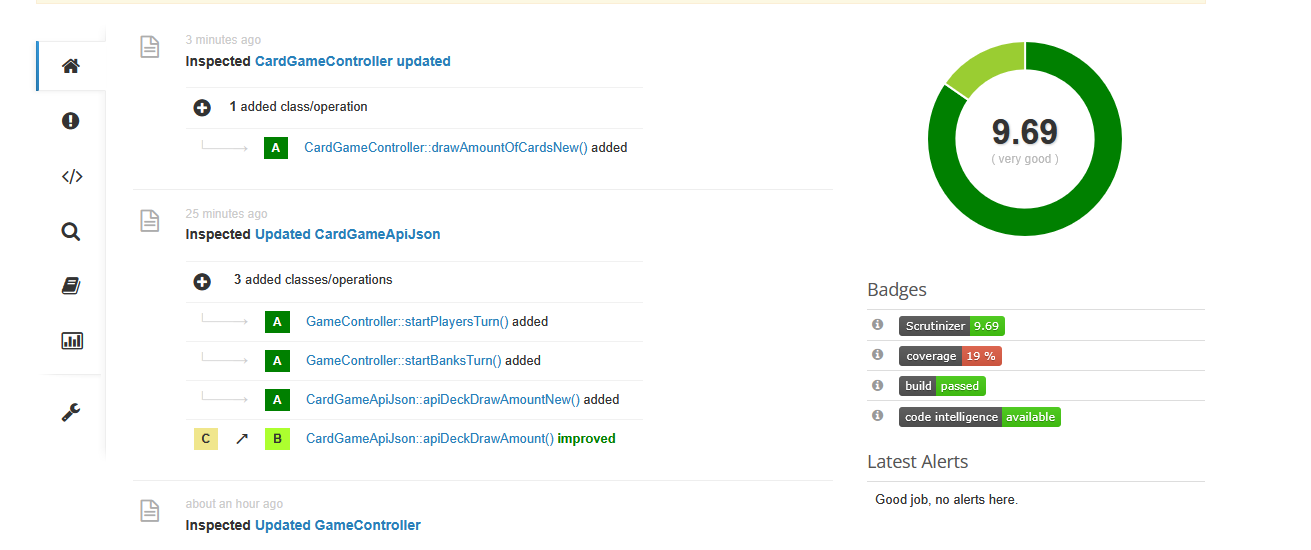 3 minutes ago
Inspected CardGameController updated
1 added class/operation
A CardGameController::drawAmountOfCardsNew() added
25 minutes ago
Inspected Updated CardGameApiJson
3 added classes/operations
A GameController::startPlayersTurn() added
A GameController::startBanksTurn() added
A CardGameApiJson::apiDeckDrawAmountNew() added
C B CardGameApiJson::apiDeckDrawAmount() improved
about an hour ago
Inspected Updated GameController
9.69
( very good )
Badges
Scrutinizer 9.69
coverage 19 %
build passed
code intelligence available
Latest Alerts
Good job, no alerts here.